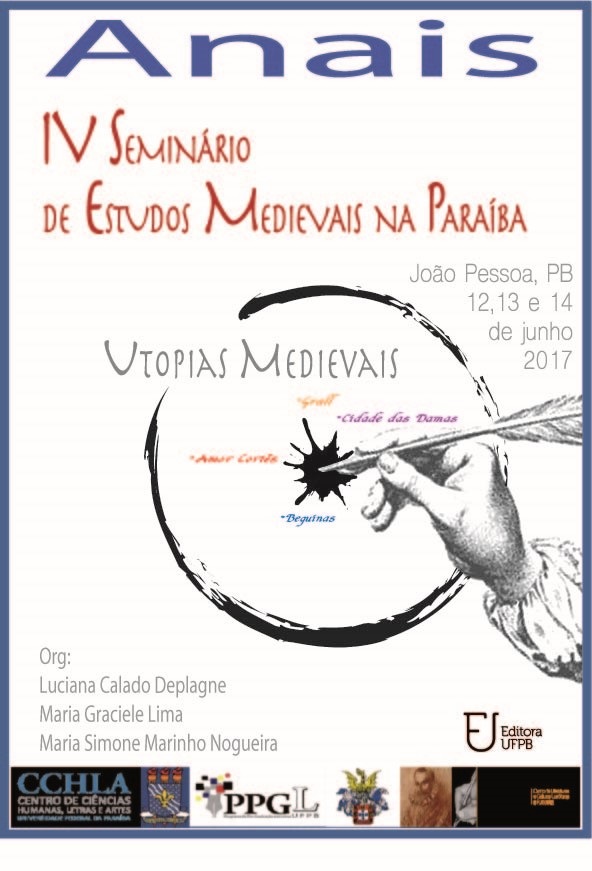 Anais
IV Seminário
de Estudos Medievais na Paraíba
João Pessoa, PB
12,13 e 14
de junho
2017
Utopias Medievais
Graal
Cidade das Damas
Amor Cortês
Beguinas
Org:
Luciana Calado Deplagne
Maria Graciele Lima
Maria Simone Marinho Nogueira
Editora
UFPB
CCHLA
CENTRO DE CIÊNCIAS
HUMANAS, LETRAS E ARTES
UNIVERSIDADE FEDERAL DA PARAÍBA
PPGL
UFPB